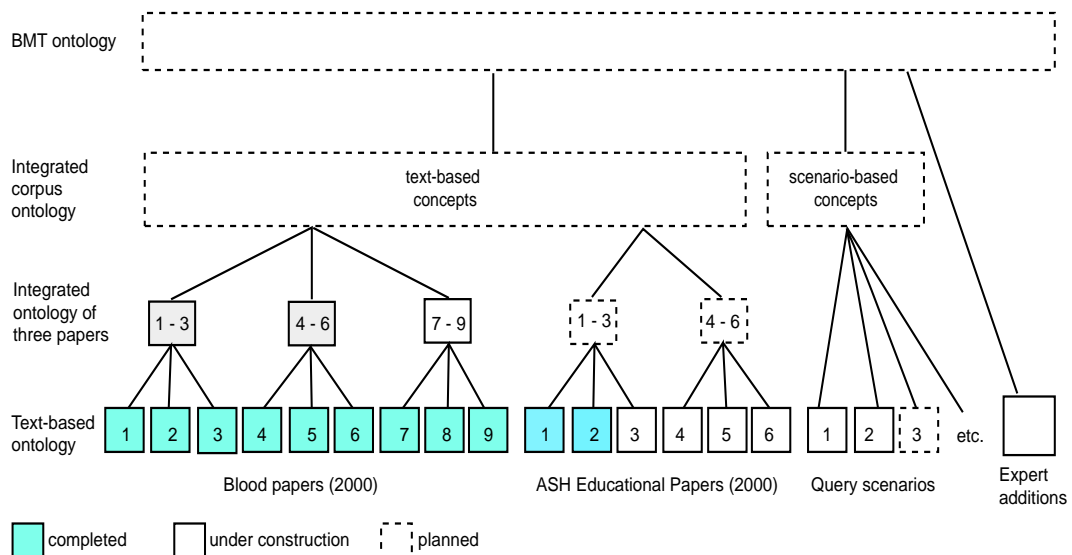 BMT ontology
Integrated
corpus
ontology
text-based
concepts
scenario-based
concepts
Integrated
ontology of
three papers
1 - 3
4 - 6
7 - 9
1 - 3
4 - 6
Text-based
ontology
1
2
3
4
5
6
7
8
9
1
2
3
4
5
6
1
2
3
etc.
Blood papers (2000)
ASH Educational Papers (2000)
Query scenarios
Expert
additions
completed
under construction
planned